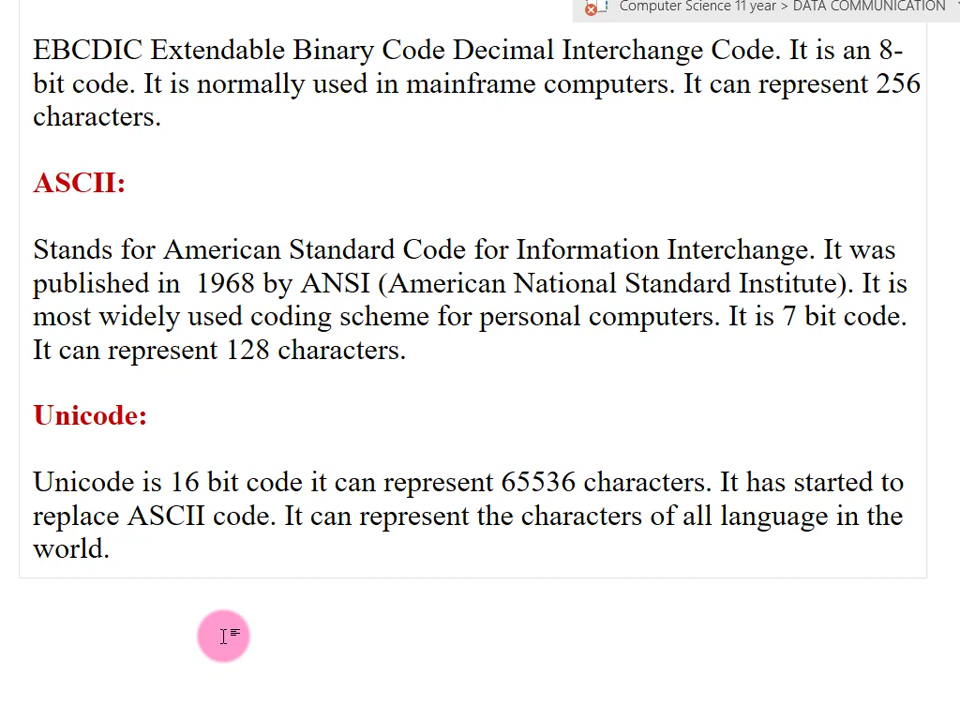 Computer Science 11 year > DATA COMMUNICATION
EBCDIC Extendable Binary Code Decimal Interchange Code. It is an 8-
bit code. It is normally used in mainframe computers. It can represent 256
characters.
ASCII:
Stands for American Standard Code for Information Interchange. It was
published in  1968 by ANSI (American National Standard Institute). It is
most widely used coding scheme for personal computers. It is 7 bit code.
It can represent 128 characters.
Unicode:
Unicode is 16 bit code it can represent 65536 characters. It has started to
replace ASCII code. It can represent the characters of all language in the
world.